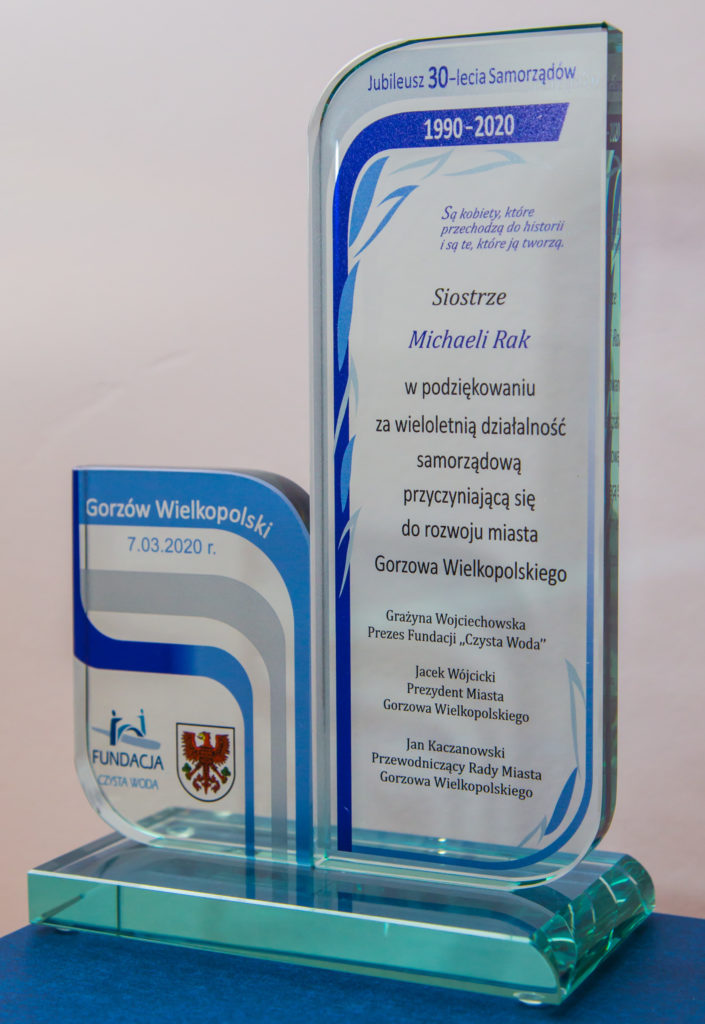 Jubileusz 30-lecia Samorządów
1990-2020
Są kobiety, które
przechodzą do historii
i są te, które ją tworzą.
Siostrze
Michaeli Rak
w podziękowaniu
za wieloletnią działalność
samorządową
przyczyniającą się
do rozwoju miasta
Gorzowa Wielkopolskiego
Grażyna Wojciechowska
Prezes Fundacji „Czysta Woda”
Jacek Wójcicki
Prezydent Miasta
Gorzowa Wielkopolskiego
Jan Kaczanowski
Przewodniczący Rady Miasta
Gorzowa Wielkopolskiego
Gorzów Wielkopolski
7.03.2020 r.
FUNDACJA
CZYSTA WODA